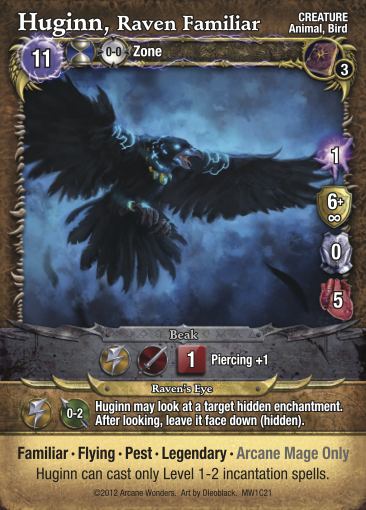 Huginn, Raven Familiar
CREATURE
Animal, Bird
11
0-0
Zone
3
1
6+
∞
0
5
Beak
1
Piercing +1
Raven's Eye
0-2
Huginn may look at a target hidden enchantment.
After looking, leave it face down (hidden).
Familiar · Flying · Pest · Legendary · Arcane Mage Only
Huginn can cast only Level 1-2 incantation spells.
©2012 Arcane Wonders. Art by Dleoblack. MW1C21